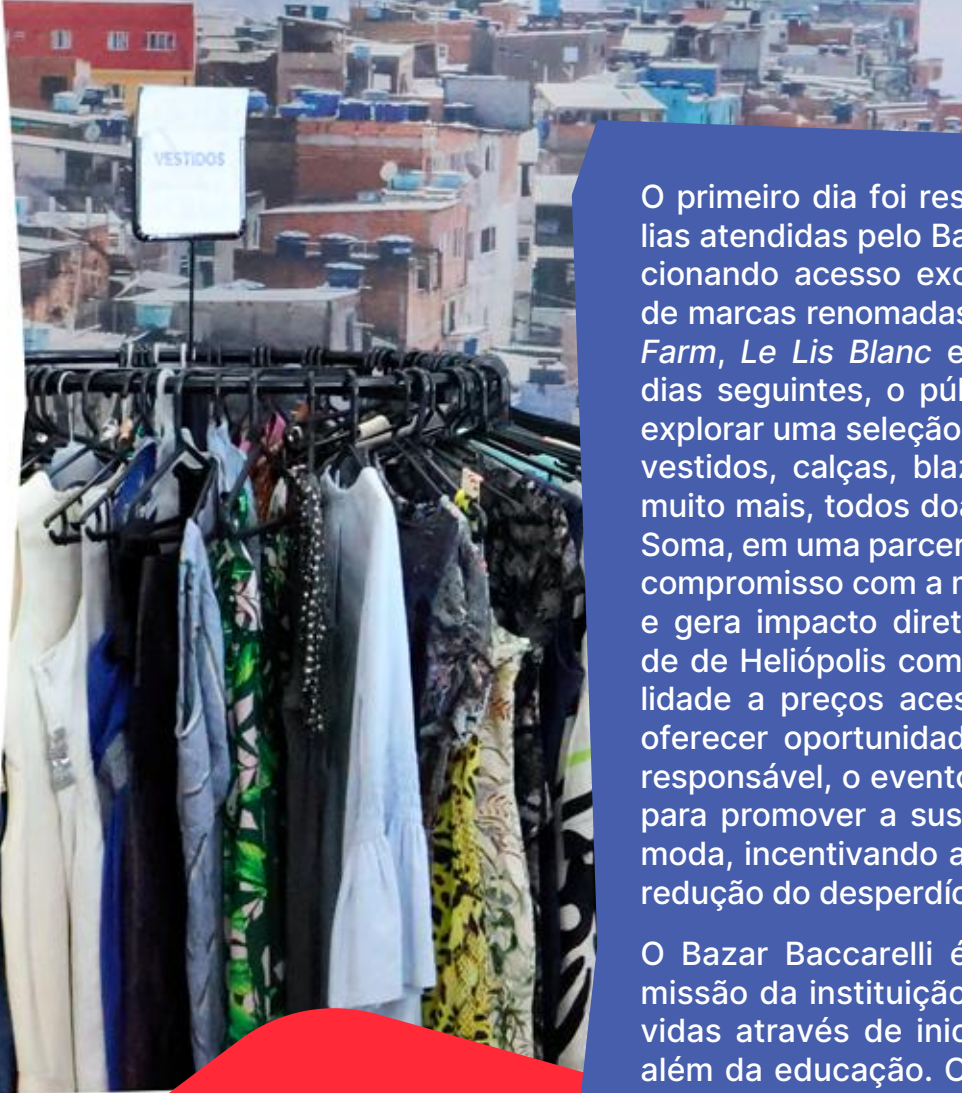 VESTIDOS
O primeiro dia foi res
lias atendidas pelo Ba
cionando acesso exc
de marcas renomadas
Farm, Le Lis Blanc e
dias seguintes, o púb
explorar uma seleção
vestidos, calças, blaz
muito mais, todos doa
Soma, em uma parcer
compromisso com a m
e gera impacto diret
de de Heliópolis com
lidade a preços aces
oferecer oportunidad
responsável, o evento
para promover a sus
moda, incentivando a
redução do desperdíc
O Bazar Baccarelli é
missão da instituição
vidas através de inic
além da educação. O